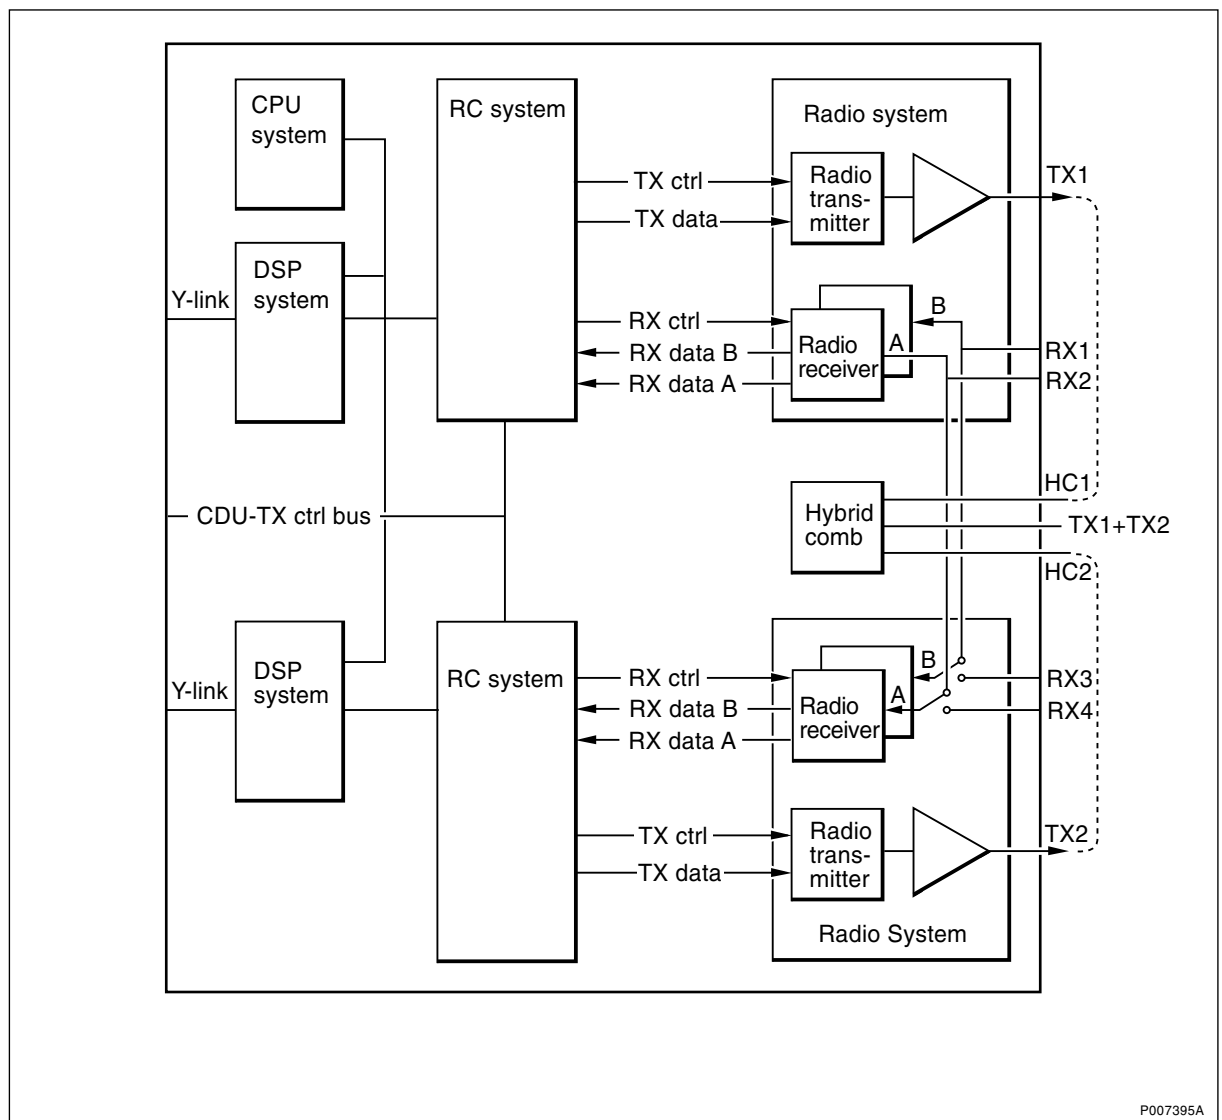 CPU
system
RC system
Radio system
Radio
trans-
mitter
TX1
TX ctrl
TX data
DSP
system
Y-link
RX ctrl
RX data B
RX data A
Radio
receiver
A
B
RX1
RX2
CDU-TX ctrl bus
Hybrid
comb
HC1
TX1+TX2
HC2
DSP
system
Y-link
RC system
RX ctrl
RX data B
RX data A
Radio
receiver
A
B
RX3
RX4
TX ctrl
TX data
Radio
trans-
mitter
TX2
Radio System
P007395A